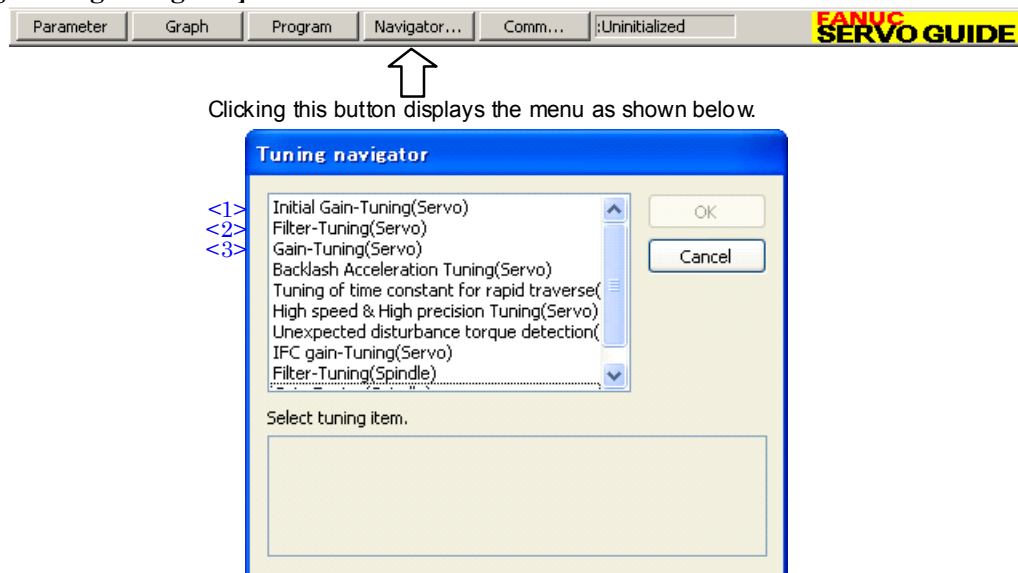 Parameter Graph Program Navigator... Comm... :Uninitialized FANUC
SERVO GUIDE
Clicking this button displays the menu as shown below.
Tuning navigator
<1> Initial Gain-Tuning(Servo) OK
<2> Filter-Tuning(Servo)
<3> Gain-Tuning(Servo) Cancel
Backlash Acceleration Tuning(Servo)
Tuning of time constant for rapid traverse(
High speed & High precision Tuning(Servo)
Unexpected disturbance torque detection(
IFC gain-Tuning(Servo)
Filter-Tuning(Spindle)
Select tuning item.